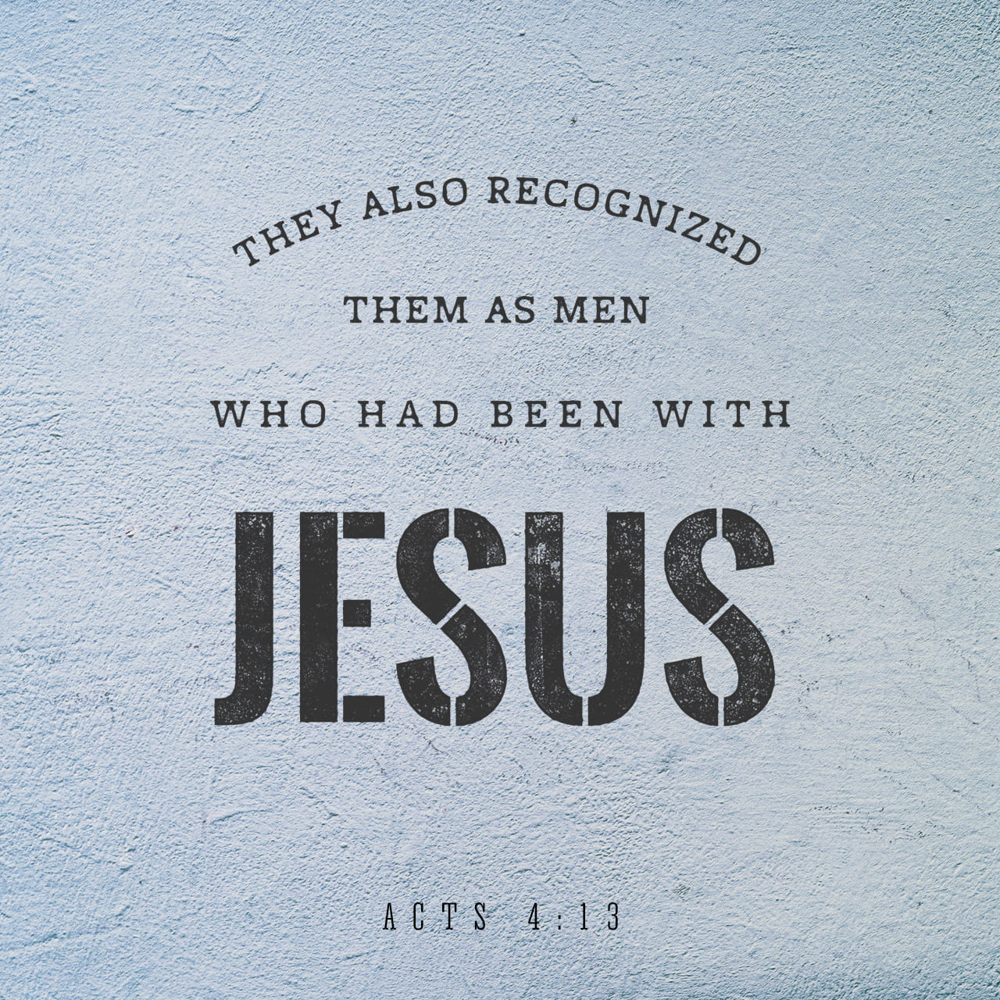 THEY ALSO RECOGNIZED
THEM AS MEN
WHO HAD BEEN WITH
JESUS
ACTS 4:13